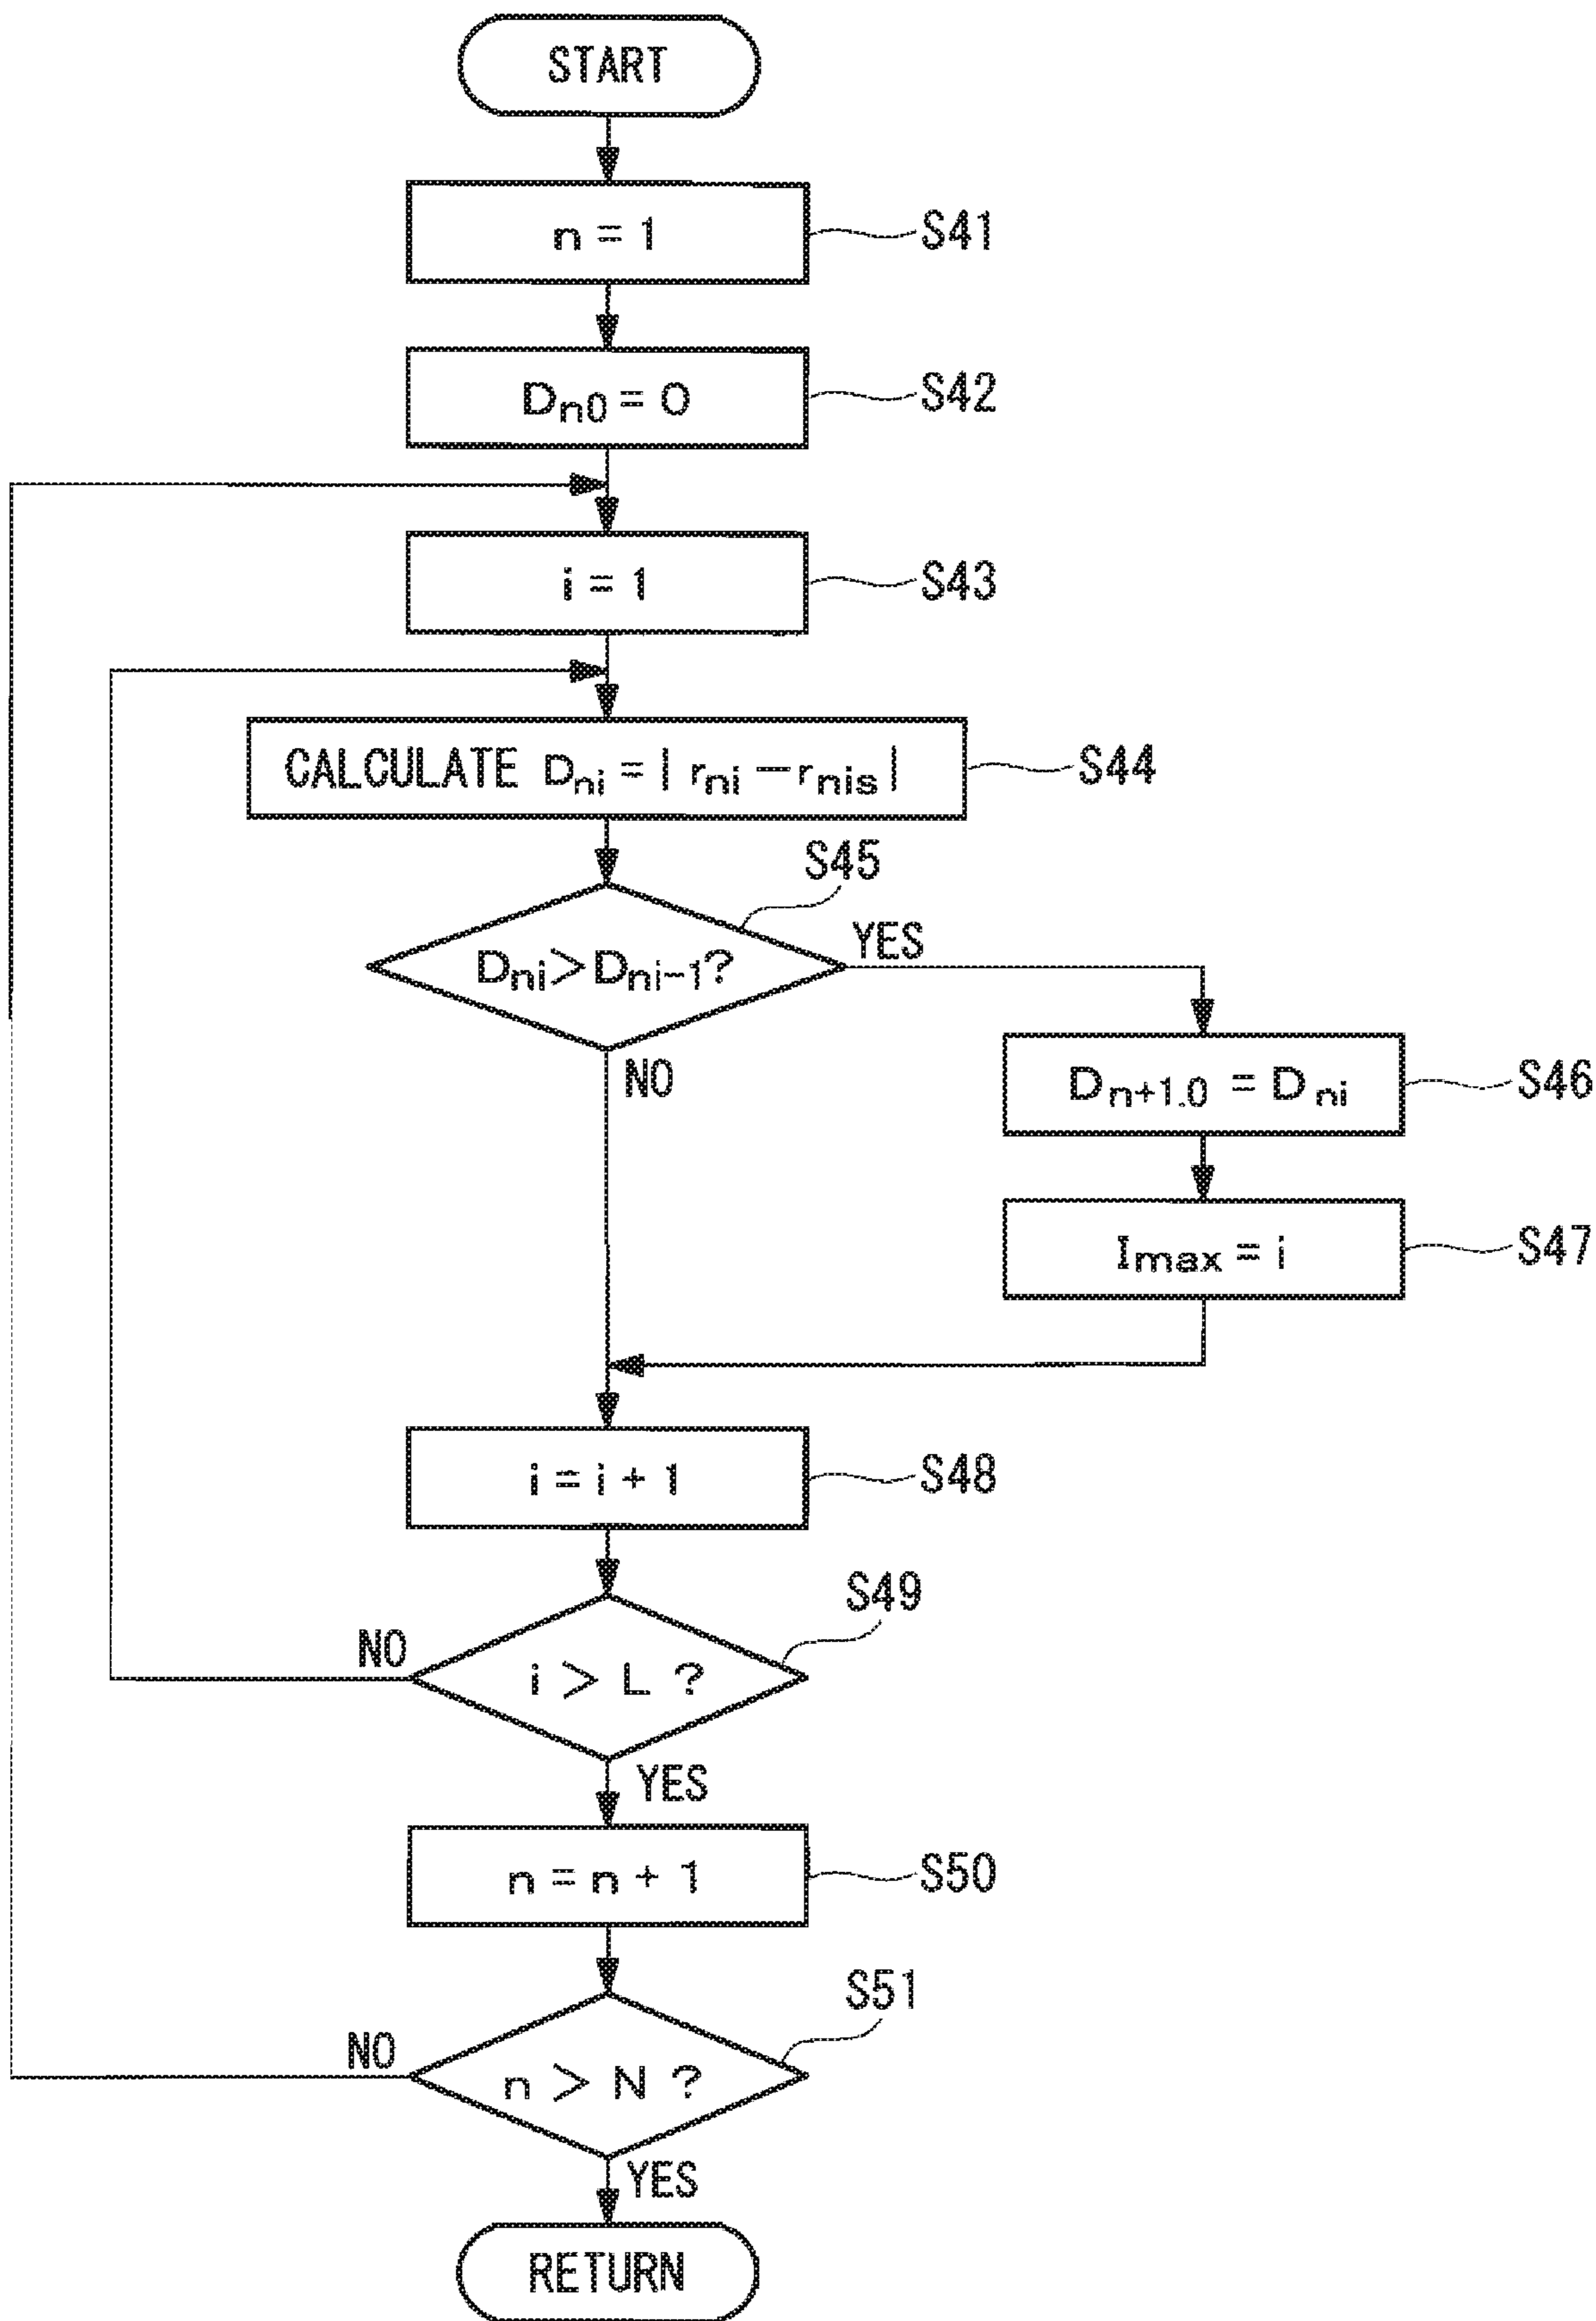 START
n = 1
S41
Dn0 = 0
S42
i = 1
S43
CALCULATE Dni = | rni − rnis |
S44
S45
Dni > Dni−1?
YES
NO
Dn+1.0 = Dni
S46
Imax = i
S47
i = i + 1
S48
S49
NO
i > L ?
YES
n = n + 1
S50
S51
NO
n > N ?
YES
RETURN